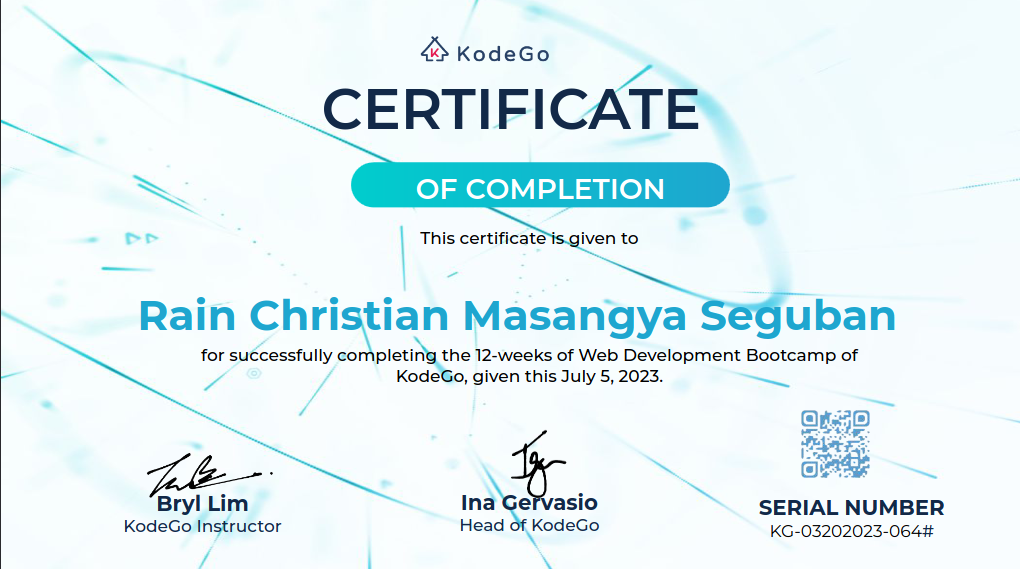 KodeGo
CERTIFICATE
OF COMPLETION
This certificate is given to
Rain Christian Masangya Seguban
for successfully completing the 12-weeks of Web Development Bootcamp of
KodeGo, given this July 5, 2023.
Bryl Lim
KodeGo Instructor
Ina Gervasio
Head of KodeGo
SERIAL NUMBER
KG-03202023-064#